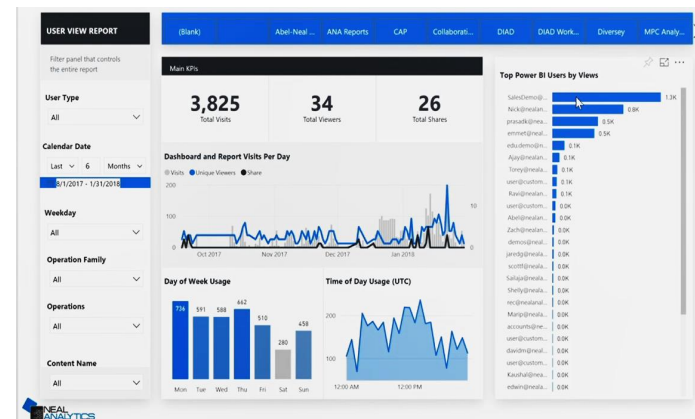 USER VIEW REPORT
(Blank)
Abel-Neal ...
ANA Reports
CAP
Collaborati...
DIAD
DIAD Work...
Diversey
MPC Analy...
Filter panel that controls
the entire report
User Type
All
Calendar Date
Last 6 Months
8/1/2017 - 1/31/2018
Weekday
All
Operation Family
All
Operations
All
Content Name
All
NEAL
ANALYTICS
Main KPIs
3,825
Total Visits
34
Total Viewers
26
Total Shares
Dashboard and Report Visits Per Day
Visits Unique Viewers Share
200
100
0
10
0
Oct 2017 Nov 2017 Dec 2017 Jan 2018
Day of Week Usage
736 591 588 662 510 280 458
Mon Tue Wed Thu Fri Sat Sun
Time of Day Usage (UTC)
200
100
12:00 AM 12:00 PM
Top Power BI Users by Views
SalesDemo@... 1.3K
Nick@nealan... 0.8K
prasadk@nea... 0.5K
emmet@neal... 0.5K
edu.demo@n... 0.1K
Ajay@nealan... 0.1K
Torey@neala... 0.1K
user@custom... 0.1K
Ravi@nealan... 0.1K
user@custom... 0.0K
Abel@nealan... 0.0K
Zach@nealan... 0.0K
demos@neal... 0.0K
jaredg@neal... 0.0K
scottf@neala... 0.0K
Sailaja@neala... 0.0K
Shelly@neala... 0.0K
rec@nealanal... 0.0K
Marip@neala... 0.0K
accounts@ne... 0.0K
user@custom... 0.0K
davidm@neal... 0.0K
user@custom... 0.0K
Kaushal@nea... 0.0K
edwin@neala... 0.0K